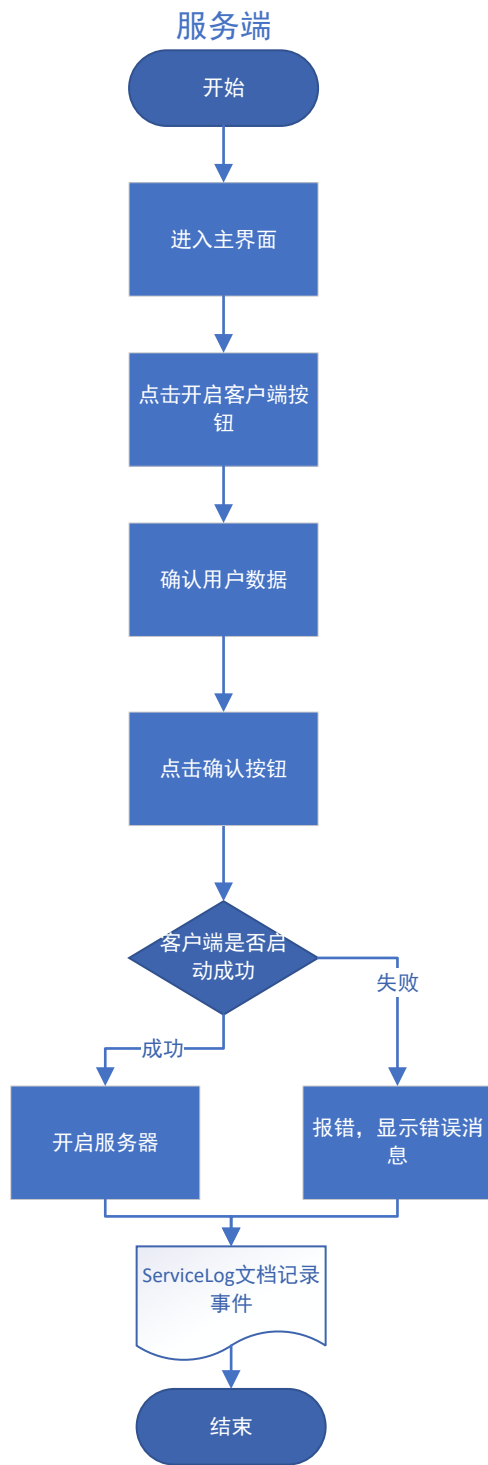 服务端
开始
进入主界面
点击开启客户端按
钮
确认用户数据
点击确认按钮
客户端是否启
动成功
失败
成功
开启服务器
报错，显示错误消
息
ServiceLog文档记录
事件
结束